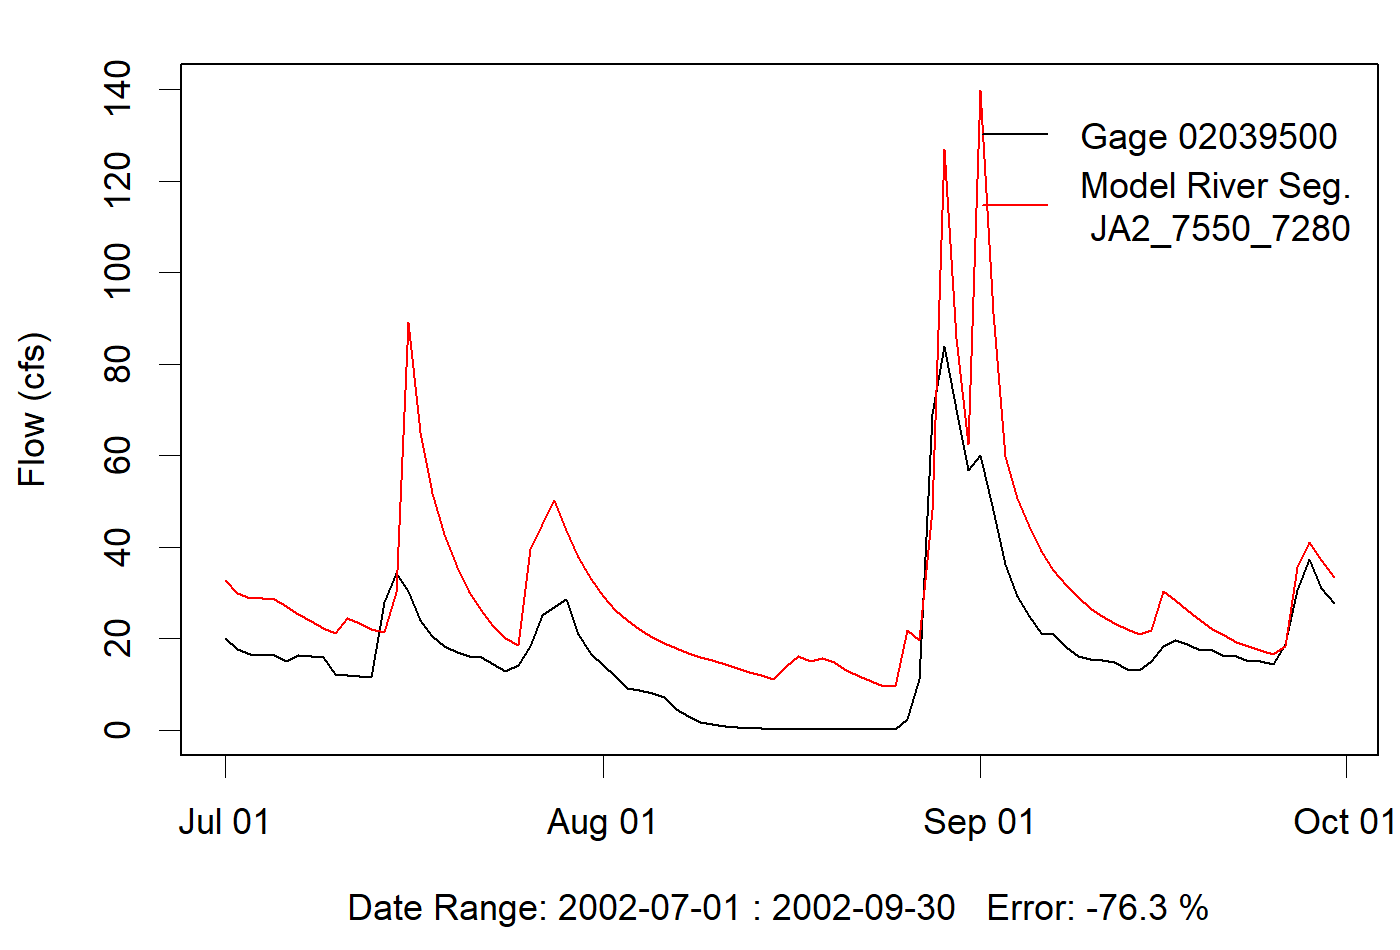 140
120
100
80
60
40
20
0
Flow (cfs)
Gage 02039500
Model River Seg.
JA2_7550_7280
Jul 01
Aug 01
Sep 01
Oct 01
Date Range: 2002-07-01 : 2002-09-30   Error: -76.3 %